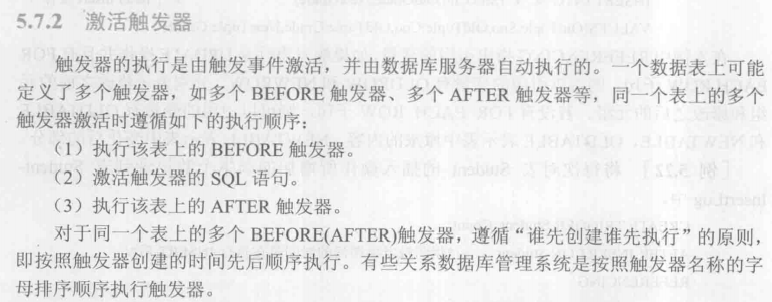 5.7.2 激活触发器
触发器的执行是由触发事件激活，并由数据库服务器自动执行的。一个数据表上可能
定义了多个触发器，如多个 BEFORE 触发器、多个 AFTER 触发器等，同一个表上的多个
触发器激活时遵循如下的执行顺序：
（1）执行该表上的 BEFORE 触发器。
（2）激活触发器的 SQL 语句。
（3）执行该表上的 AFTER 触发器。
对于同一个表上的多个 BEFORE(AFTER)触发器，遵循“谁先创建谁先执行”的原则，
即按照触发器创建的时间先后顺序执行。有些关系数据库管理系统是按照触发器名称的字
母排序顺序执行触发器。